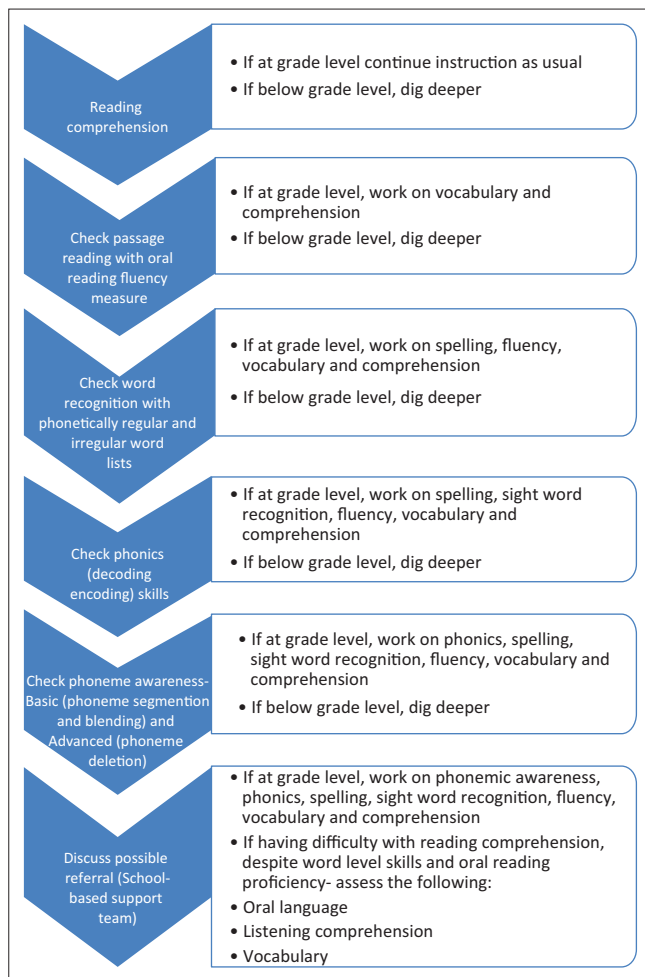 Reading
comprehension
• If at grade level continue instruction as usual
• If below grade level, dig deeper
Check passage
reading with oral
reading fluency
measure
• If at grade level, work on vocabulary and
comprehension
• If below grade level, dig deeper
Check word
recognition with
phonetically regular and
irregular word
lists
• If at grade level, work on spelling, fluency,
vocabulary and comprehension
• If below grade level, dig deeper
Check phonics
(decoding
encoding) skills
• If at grade level, work on spelling, sight word
recognition, fluency, vocabulary and
comprehension
• If below grade level, dig deeper
Check phoneme awareness-
Basic (phoneme segmention
and blending) and
Advanced (phoneme
deletion)
• If at grade level, work on phonics, spelling,
sight word recognition, fluency, vocabulary and
comprehension
• If below grade level, dig deeper
Discuss possible
referral (School-
based support
team)
• If at grade level, work on phonemic awareness,
phonics, spelling, sight word recognition, fluency,
vocabulary and comprehension
• If having difficulty with reading comprehension,
despite word level skills and oral reading
proficiency- assess the following:
• Oral language
• Listening comprehension
• Vocabulary